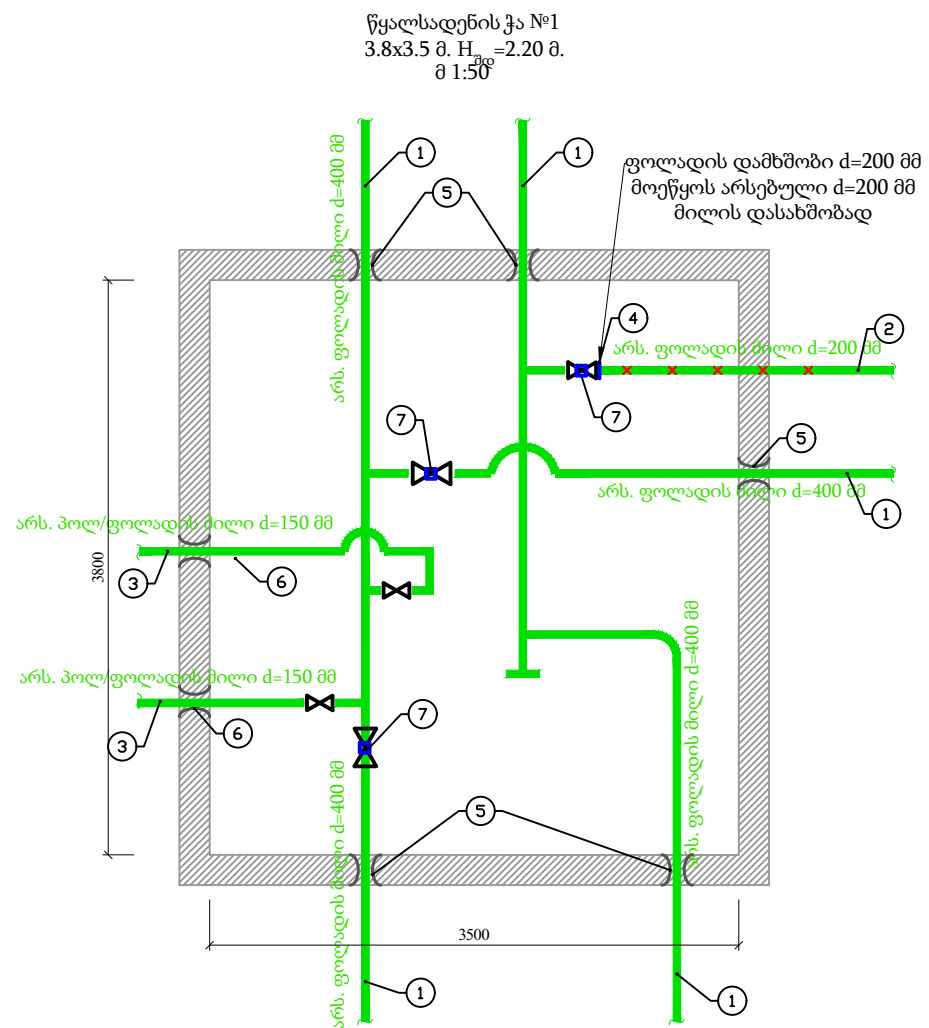 წყალსადენის ჭა №1
3.8x3.5 მ. Hშდ=2.20 მ.
მ 1:50
1
1
5
ფოლადის დამხშობი d=200 მმ
მოეწყოს არსებული d=200 მმ
მილის დასახშობად
არს. ფოლადის მილი d=400 მმ
4
2
არს. ფოლადის მილი d=200 მმ
7
7
5
არს. ფოლადის მილი d=400 მმ
1
არს. პოლ/ფოლადის მილი d=150 მმ
3800
3
6
არს. პოლ/ფოლადის მილი d=150 მმ
არს. ფოლადის მილი d=400 მმ
7
6
3
არს. ფოლადის მილი d=400 მმ
5
3500
1
1